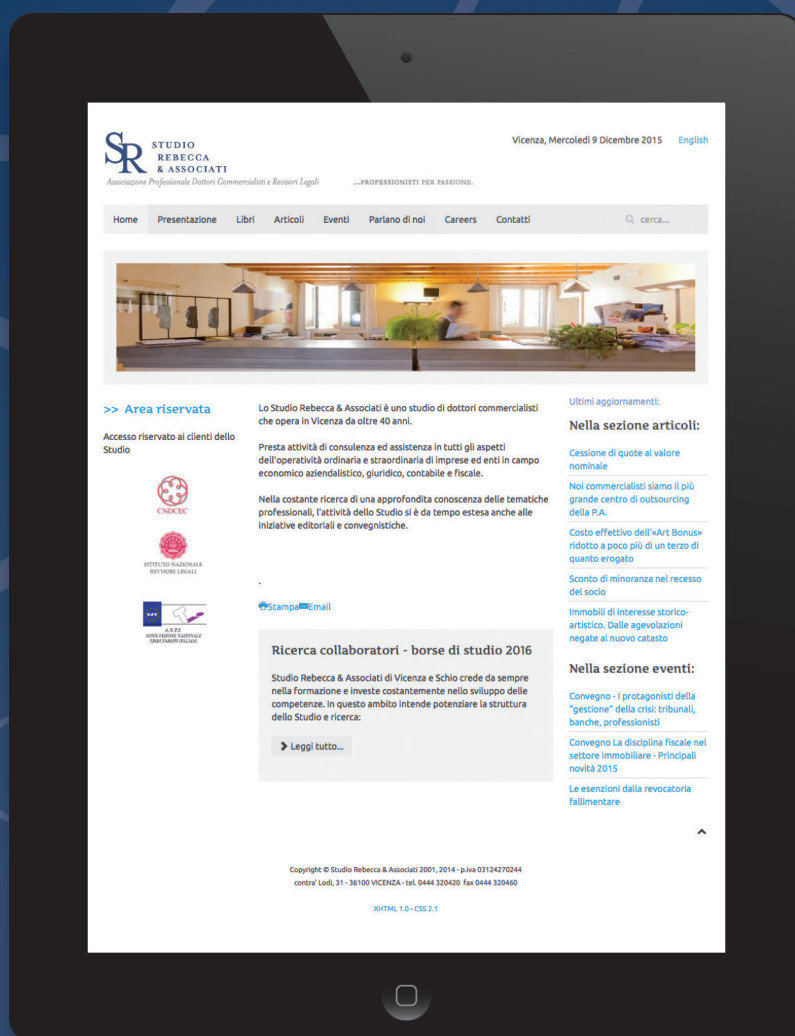 SR
STUDIO
REBECCA
& ASSOCIATI
Associazione Professionale Dottori Commercialisti e Revisori Legali
...PROFESSIONISTI PER PASSIONE.
Vicenza, Mercoledì 9 Dicembre 2015 English
Home Presentazione Libri Articoli Eventi Parlano di noi Careers Contatti cerca...
>> Area riservata
Accesso riservato ai clienti dello
Studio
CNDCEC
ISTITUTO NAZIONALE
REVISORI LEGALI
A.N.T.I.
ASSOCIAZIONE NAZIONALE
TRIBUTARISTI ITALIANI
Lo Studio Rebecca & Associati è uno studio di dottori commercialisti
che opera in Vicenza da oltre 40 anni.
Presta attività di consulenza ed assistenza in tutti gli aspetti
dell'operatività ordinaria e straordinaria di imprese ed enti in campo
economico aziendalistico, giuridico, contabile e fiscale.
Nella costante ricerca di una approfondita conoscenza delle tematiche
professionali, l'attività dello Studio si è da tempo estesa anche alle
iniziative editoriali e convegnistiche.
.
Stampa Email
Ricerca collaboratori - borse di studio 2016
Studio Rebecca & Associati di Vicenza e Schio crede da sempre
nella formazione e investe costantemente nello sviluppo delle
competenze. In questo ambito intende potenziare la struttura
dello Studio e ricerca:
Leggi tutto...
Ultimi aggiornamenti:
Nella sezione articoli:
Cessione di quote al valore
nominale
Noi commercialisti siamo il più
grande centro di outsourcing
della P.A.
Costo effettivo dell'«Art Bonus»
ridotto a poco più di un terzo di
quanto erogato
Sconto di minoranza nel recesso
del socio
Immobili di interesse storico-
artistico. Dalle agevolazioni
negate al nuovo catasto
Nella sezione eventi:
Convegno - I protagonisti della
"gestione" della crisi: tribunali,
banche, professionisti
Convegno La disciplina fiscale nel
settore immobiliare - Principali
novità 2015
Le esenzioni dalla revocatoria
fallimentare
Copyright © Studio Rebecca & Associati 2001, 2014 - p.iva 03124270244
contra' Lodi, 31 - 36100 VICENZA - tel. 0444 320420 fax 0444 320460
XHTML 1.0 - CSS 2.1